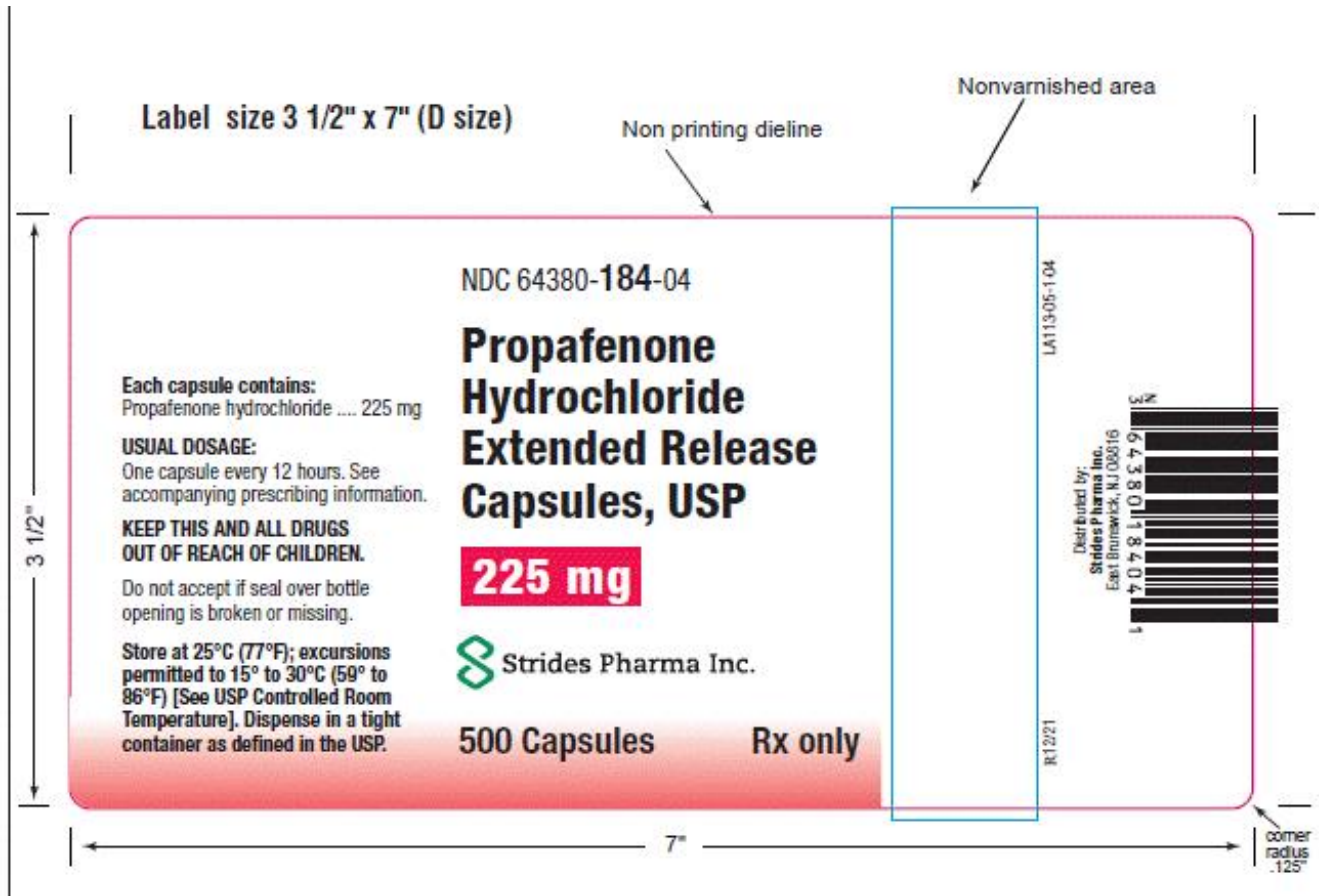 Label size 3 1/2" x 7" (D size)
Non printing dieline
Nonvarnished area
3 1/2"
Each capsule contains:
Propafenone hydrochloride .... 225 mg
USUAL DOSAGE:
One capsule every 12 hours. See
accompanying prescribing information.
KEEP THIS AND ALL DRUGS
OUT OF REACH OF CHILDREN.
Do not accept if seal over bottle
opening is broken or missing.
Store at 25°C (77°F); excursions
permitted to 15° to 30°C (59° to
86°F) [See USP Controlled Room
Temperature]. Dispense in a tight
container as defined in the USP.
NDC 64380-184-04
Propafenone
Hydrochloride
Extended Release
Capsules, USP
225 mg
Strides Pharma Inc.
500 Capsules Rx only
LA113-05-1-04
R12/21
Distributed by:
Strides Pharma Inc.
East Brunswick, NJ 08816
N
3 64380 18404 1
7"
corner
radius
.125"